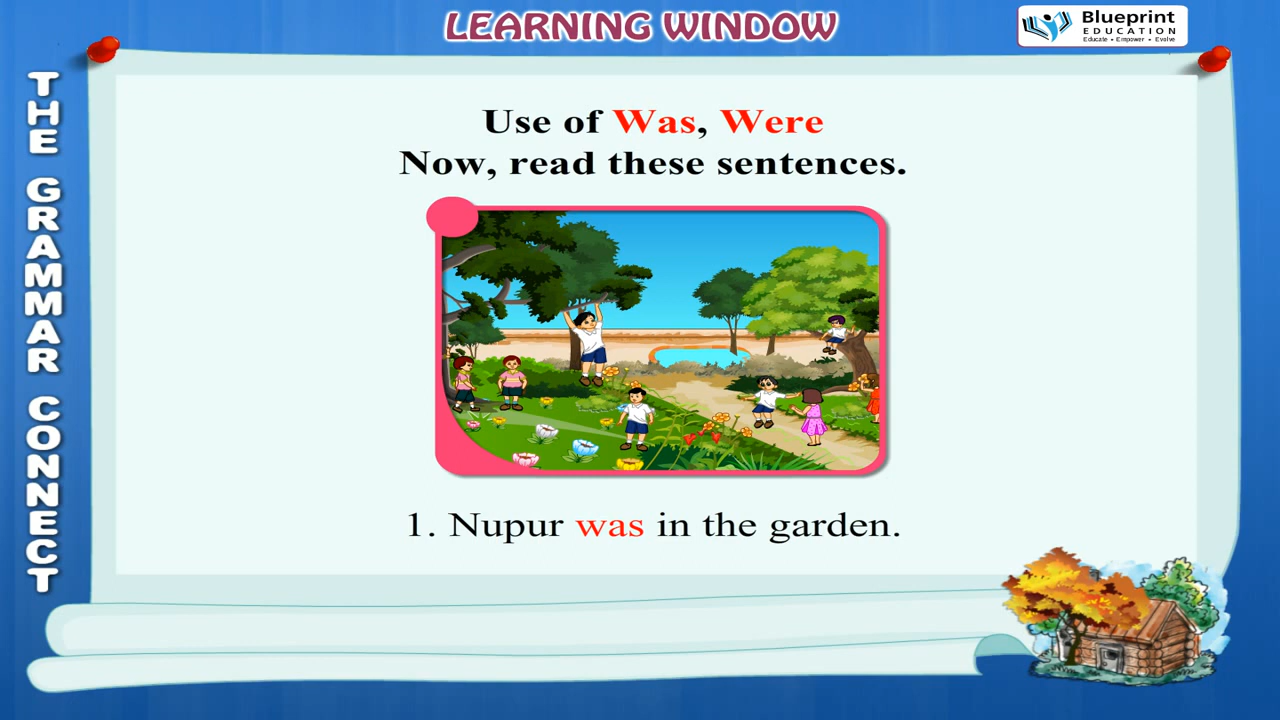 LEARNING WINDOW
Blueprint
EDUCATION
Educate • Empower • Evolve
THE GRAMMAR CONNECT
Use of Was, Were
Now, read these sentences.
1. Nupur was in the garden.